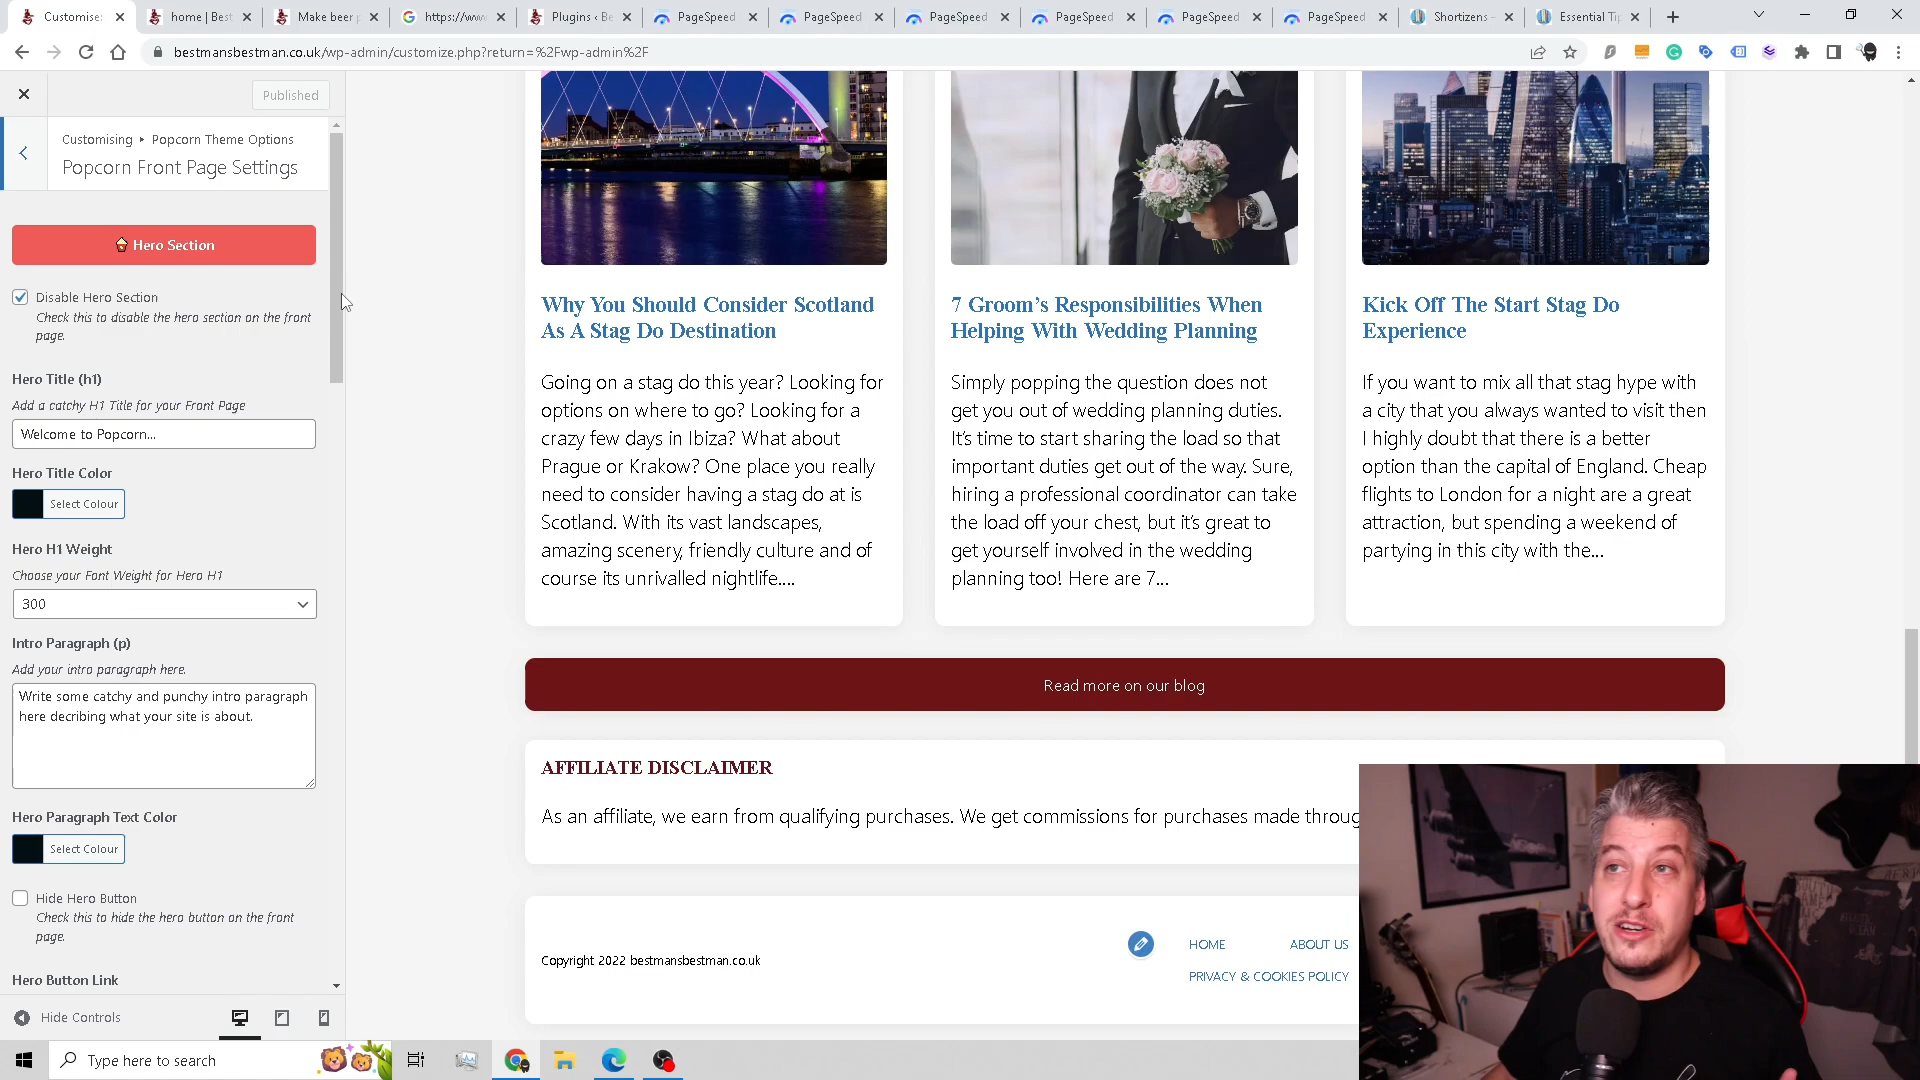 Customise:
home | Best
Make beer
https://www
Plugins ‹ Be
PageSpeed
PageSpeed
PageSpeed
PageSpeed
PageSpeed
PageSpeed
Shortizens -
Essential Ti
bestmansbestman.co.uk/wp-admin/customize.php?return=%2Fwp-admin%2F
Published
Customising ▸ Popcorn Theme Options
Popcorn Front Page Settings
Hero Section
Disable Hero Section
Check this to disable the hero section on the front
page.
Hero Title (h1)
Add a catchy H1 Title for your Front Page
Welcome to Popcorn...
Hero Title Color
Select Colour
Hero H1 Weight
Choose your Font Weight for Hero H1
300
Intro Paragraph (p)
Add your intro paragraph here.
Write some catchy and punchy intro paragraph
here decribing what your site is about.
Hero Paragraph Text Color
Select Colour
Hide Hero Button
Check this to hide the hero button on the front
page.
Hero Button Link
Hide Controls
Why You Should Consider Scotland
As A Stag Do Destination
Going on a stag do this year? Looking for
options on where to go? Looking for a
crazy few days in Ibiza? What about
Prague or Krakow? One place you really
need to consider having a stag do at is
Scotland. With its vast landscapes,
amazing scenery, friendly culture and of
course its unrivalled nightlife....
7 Groom's Responsibilities When
Helping With Wedding Planning
Simply popping the question does not
get you out of wedding planning duties.
It's time to start sharing the load so that
important duties get out of the way. Sure,
hiring a professional coordinator can take
the load off your chest, but it's great to
get yourself involved in the wedding
planning too! Here are 7...
Kick Off The Start Stag Do
Experience
If you want to mix all that stag hype with
a city that you always wanted to visit then
I highly doubt that there is a better
option than the capital of England. Cheap
flights to London for a night are a great
attraction, but spending a weekend of
partying in this city with the...
Read more on our blog
AFFILIATE DISCLAIMER
As an affiliate, we earn from qualifying purchases. We get commissions for purchases made throug
Copyright 2022 bestmansbestman.co.uk
HOME
ABOUT US
PRIVACY & COOKIES POLICY
Type here to search